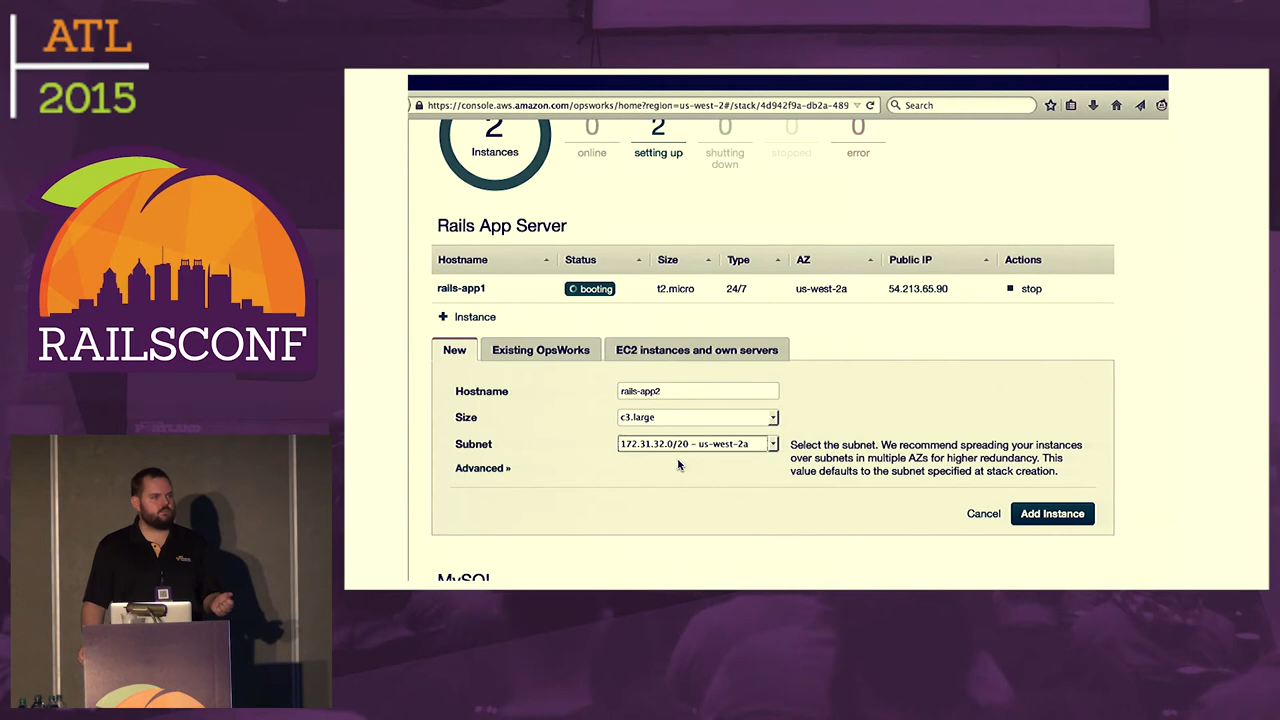 ATL
2015
RAILSCONF
https://console.aws.amazon.com/opsworks/home?region=us-west-2#/stack/4d942f9a-db2a-489
Search
2
Instances
0
online
2
setting up
0
shutting
down
0
stopped
0
error
Rails App Server
Hostname Status Size Type AZ Public IP Actions
rails-app1 booting t2.micro 24/7 us-west-2a 54.213.65.90 stop
Instance
New Existing OpsWorks EC2 instances and own servers
Hostname rails-app2
Size c3.large
Subnet 172.31.32.0/20 - us-west-2a
Select the subnet. We recommend spreading your instances
over subnets in multiple AZs for higher redundancy. This
value defaults to the subnet specified at stack creation.
Advanced »
Cancel Add Instance
MySQL
PORTLAND